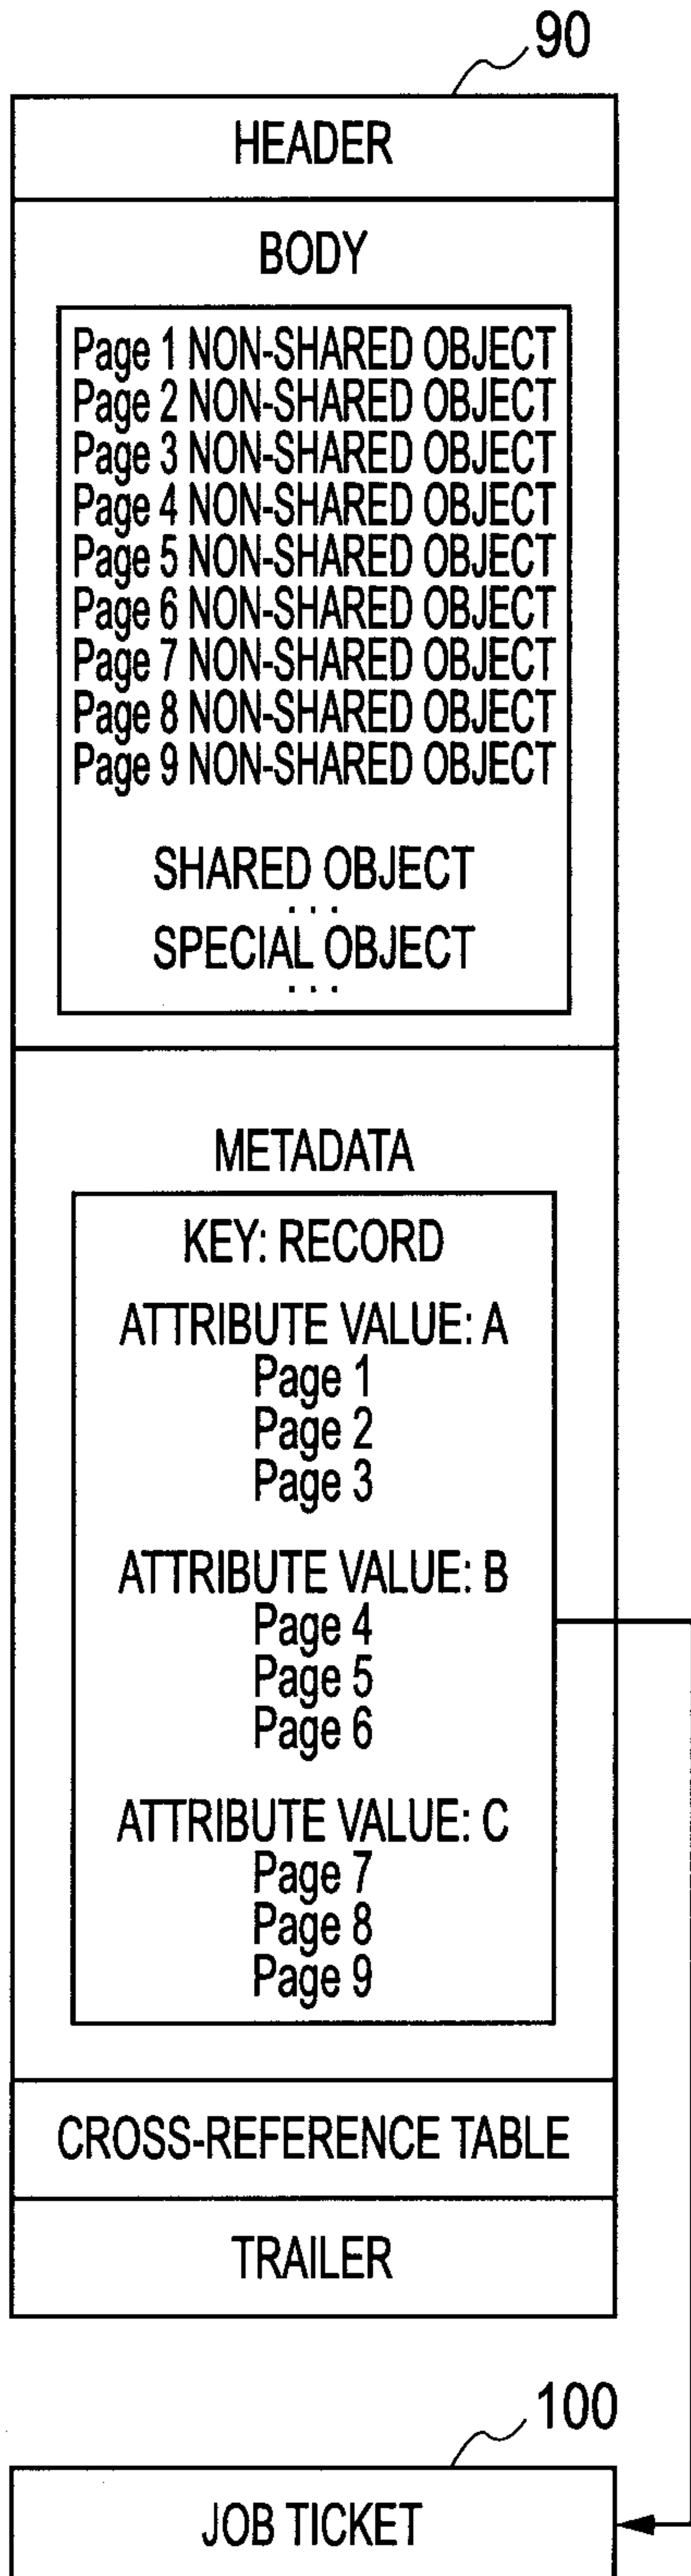 90
HEADER
BODY
Page 1 NON-SHARED OBJECT
Page 2 NON-SHARED OBJECT
Page 3 NON-SHARED OBJECT
Page 4 NON-SHARED OBJECT
Page 5 NON-SHARED OBJECT
Page 6 NON-SHARED OBJECT
Page 7 NON-SHARED OBJECT
Page 8 NON-SHARED OBJECT
Page 9 NON-SHARED OBJECT
SHARED OBJECT
...
SPECIAL OBJECT
...
METADATA
KEY: RECORD
ATTRIBUTE VALUE: A
Page 1
Page 2
Page 3
ATTRIBUTE VALUE: B
Page 4
Page 5
Page 6
ATTRIBUTE VALUE: C
Page 7
Page 8
Page 9
CROSS-REFERENCE TABLE
TRAILER
100
JOB TICKET